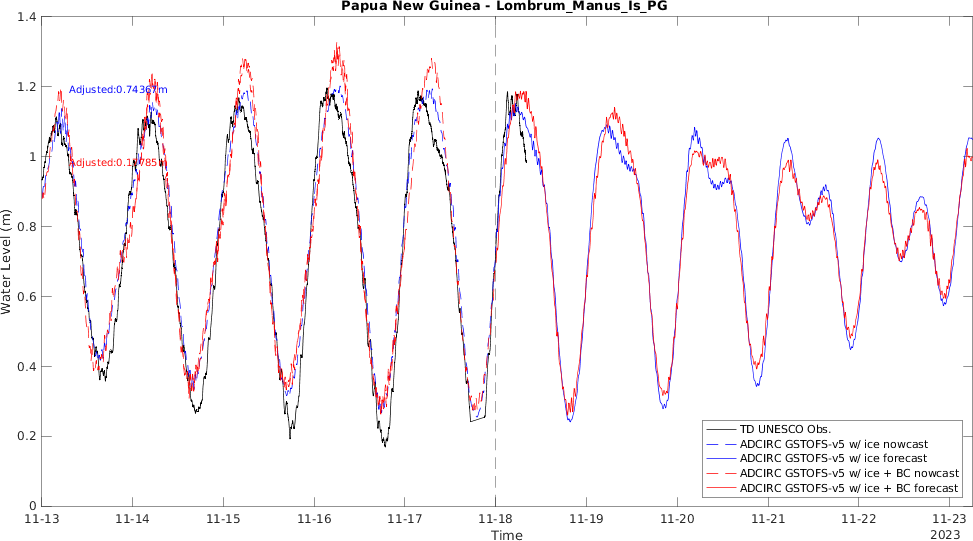 Papua New Guinea - Lombrum_Manus_Is_PG
1.4
1.2
1
0.8
0.6
0.4
0.2
0
Water Level (m)
Adjusted:0.74367m
TD UNESCO Obs.
ADCIRC GSTOFS-v5 w/ ice nowcast
ADCIRC GSTOFS-v5 w/ ice forecast
ADCIRC GSTOFS-v5 w/ ice + BC nowcast
ADCIRC GSTOFS-v5 w/ ice + BC forecast
11-13
11-14
11-15
11-16
11-17
11-18
11-19
11-20
11-21
11-22
11-23
Time
2023